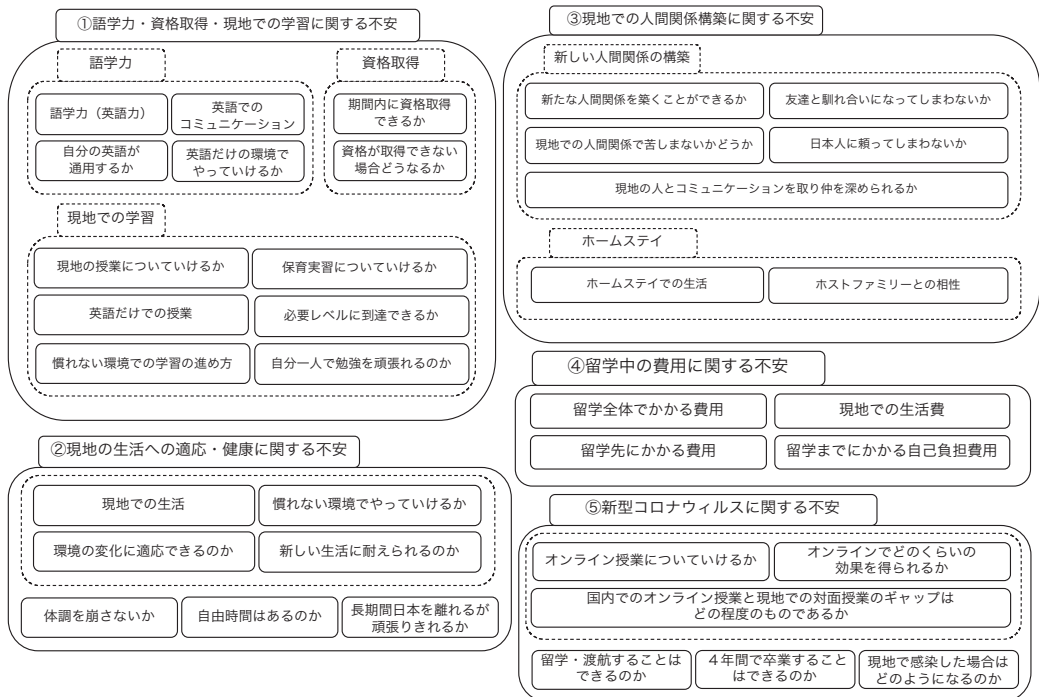 ①語学力・資格取得・現地での学習に関する不安
語学力
語学力（英語力）
英語での
コミュニケーション
自分の英語が
通用するか
英語だけの環境で
やっていけるか
資格取得
期間内に資格取得
できるか
資格が取得できない
場合どうなるか
現地での学習
現地の授業についていけるか
保育実習についていけるか
英語だけでの授業
必要レベルに到達できるか
慣れない環境での学習の進め方
自分一人で勉強を頑張れるのか
②現地の生活への適応・健康に関する不安
現地での生活
慣れない環境でやっていけるか
環境の変化に適応できるのか
新しい生活に耐えられるのか
体調を崩さないか
自由時間はあるのか
長期間日本を離れるが
頑張りきれるか
③現地での人間関係構築に関する不安
新しい人間関係の構築
新たな人間関係を築くことができるか
友達と馴れ合いになってしまわないか
現地での人間関係で苦しまないかどうか
日本人に頼ってしまわないか
現地の人とコミュニケーションを取り仲を深められるか
ホームステイ
ホームステイでの生活
ホストファミリーとの相性
④留学中の費用に関する不安
留学全体でかかる費用
現地での生活費
留学先にかかる費用
留学までにかかる自己負担費用
⑤新型コロナウィルスに関する不安
オンライン授業についていけるか
オンラインでどのくらいの
効果を得られるか
国内でのオンライン授業と現地での対面授業のギャップは
どの程度のものであるか
留学・渡航することは
できるのか
４年間で卒業すること
はできるのか
現地で感染した場合は
どのようになるのか